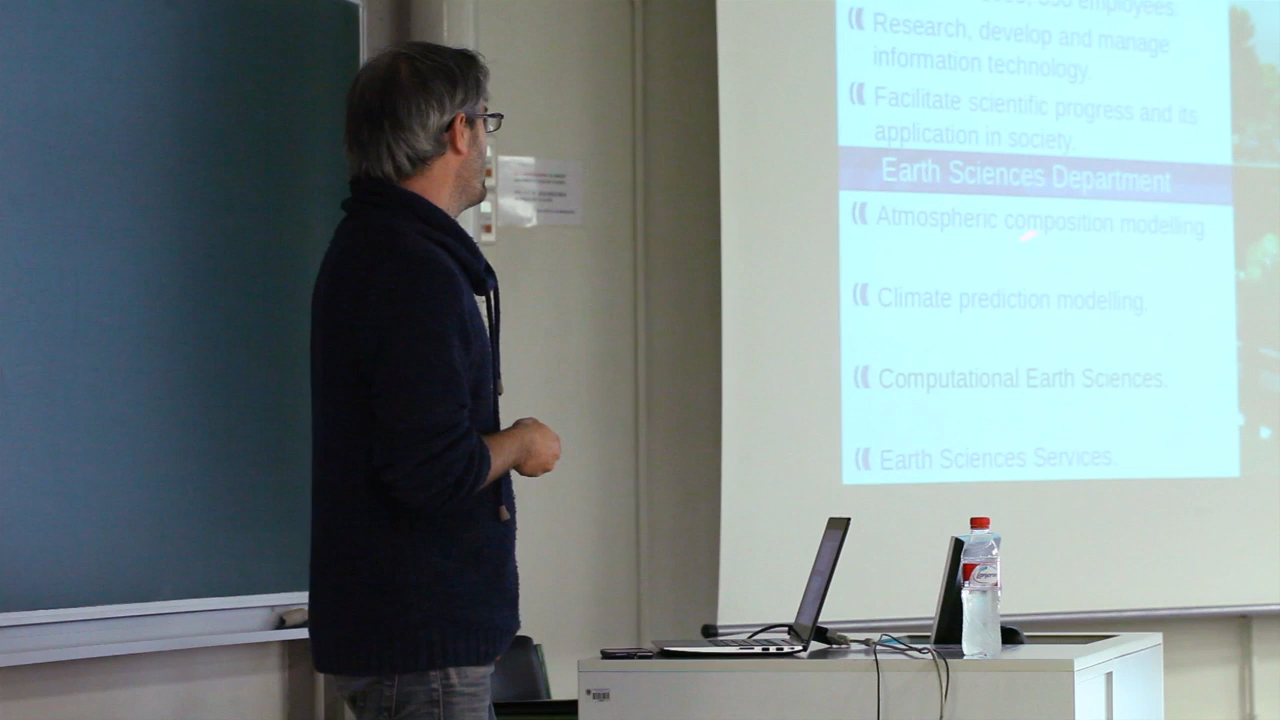 employees.
Research, develop and manage
information technology
Facilitate scientific progress and its
application in society.
Earth Sciences Department
Atmospheric composition modelling
Climate prediction modelling.
Computational Earth Sciences.
Earth Sciences Services.